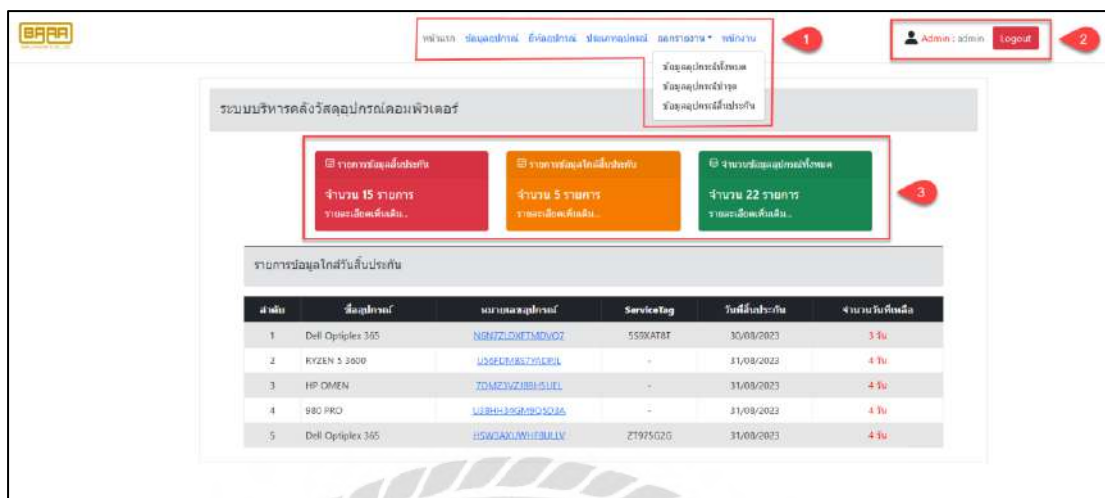 BARA
หน้าแรก ข้อมูลอุปกรณ์ ยี่ห้ออุปกรณ์ ประเภทอุปกรณ์ ออกรายงาน พนักงาน
1
Admin : admin Logout
2
ข้อมูลอุปกรณ์ทั้งหมด
ข้อมูลอุปกรณ์ชำรุด
ข้อมูลอุปกรณ์สิ้นประกัน
ระบบบริหารคลังวัสดุอุปกรณ์คอมพิวเตอร์
รายการข้อมูลสิ้นประกัน
จำนวน 15 รายการ
รายละเอียดเพิ่มเติม..
รายการข้อมูลใกล้สิ้นประกัน
จำนวน 5 รายการ
รายละเอียดเพิ่มเติม..
จำนวนข้อมูลอุปกรณ์ทั้งหมด
จำนวน 22 รายการ
รายละเอียดเพิ่มเติม..
3
รายการข้อมูลใกล้วันสิ้นประกัน
ลำดับ ชื่ออุปกรณ์ หมายเลขอุปกรณ์ ServiceTag วันที่สิ้นประกัน จำนวนวันที่เหลือ
1 Dell Optiplex 365 30/08/2023 3 วัน
2 RYZEN 5 3600 - 31/08/2023 4 วัน
3 HP OMEN - 31/08/2023 4 วัน
4 980 PRO - 31/08/2023 4 วัน
5 Dell Optiplex 365 ZT975G2G 31/08/2023 4 วัน